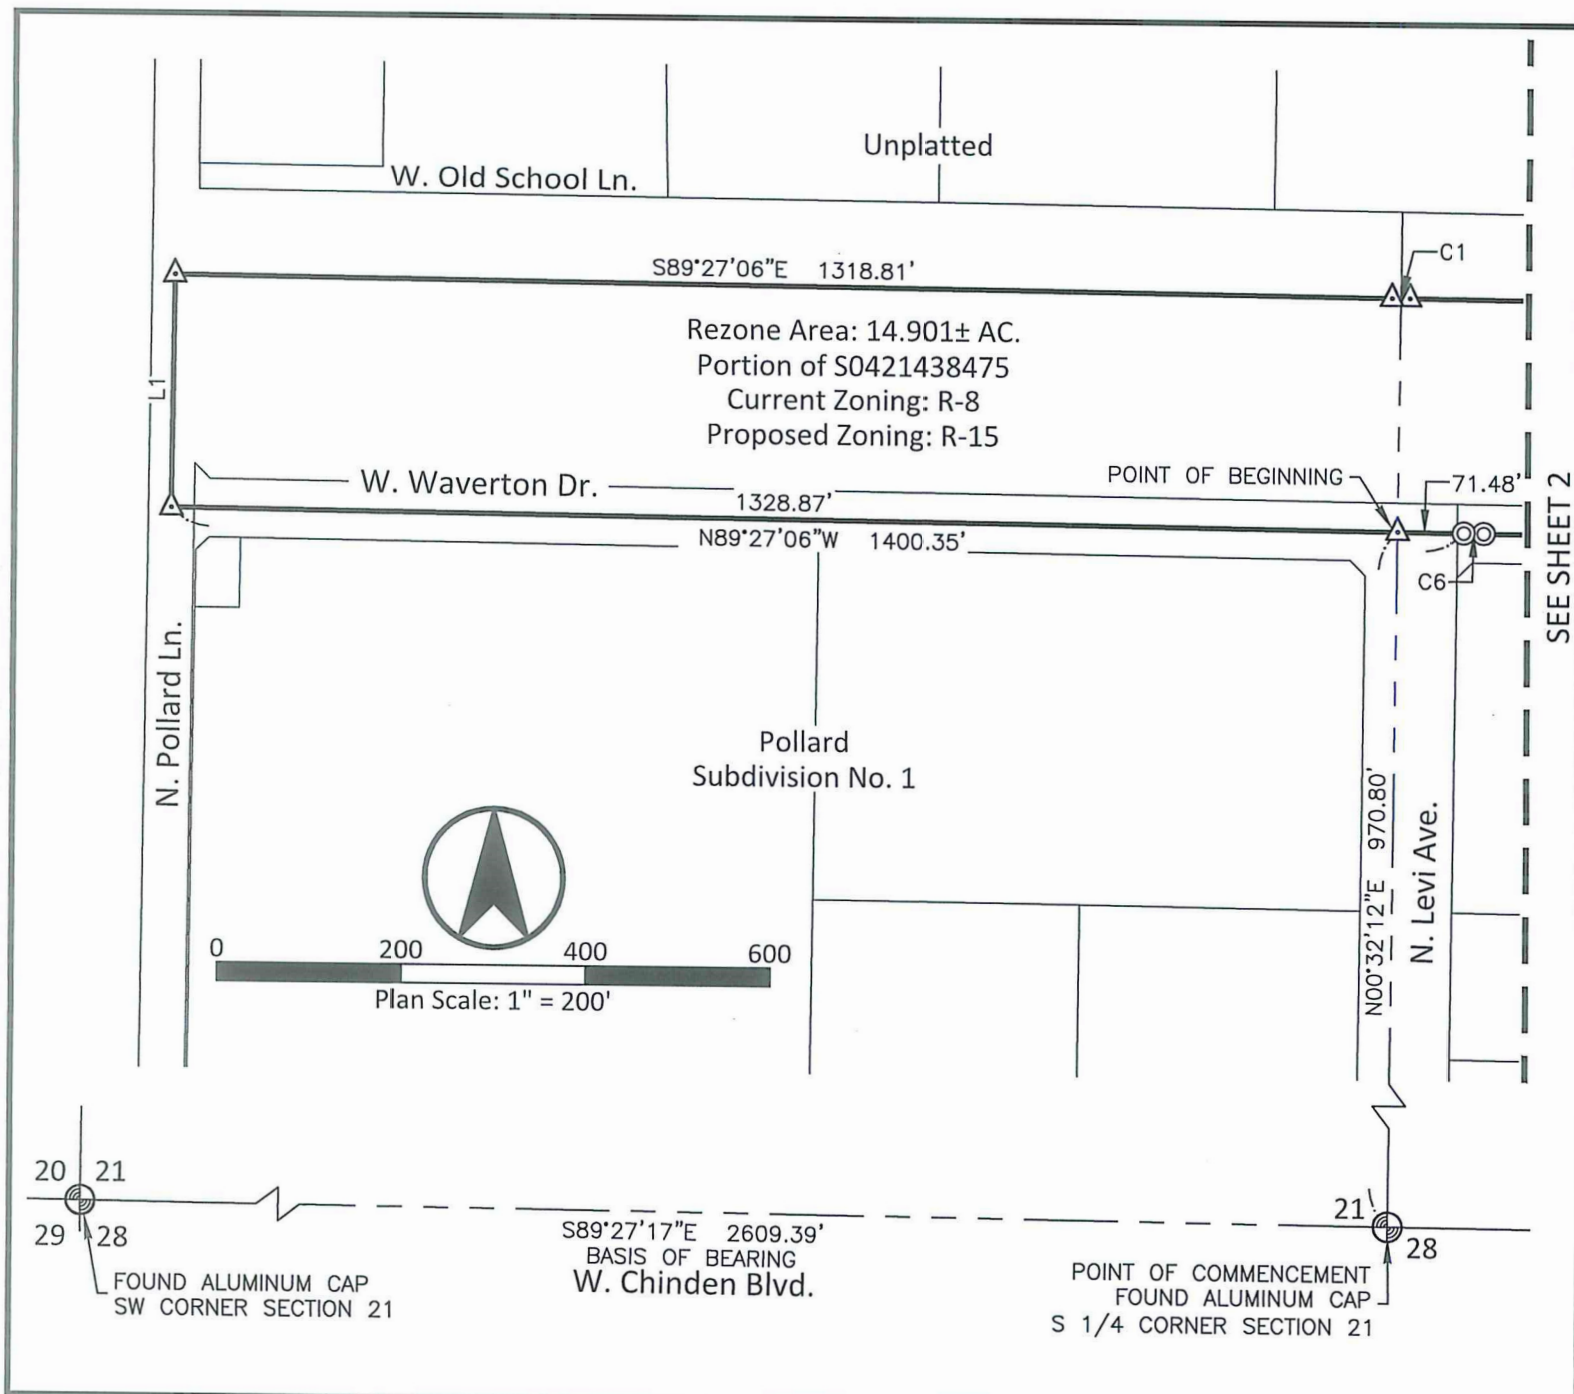 Unplatted
W. Old School Ln.
C1
S89°27'06"E 1318.81'
Rezone Area: 14.901± AC.
Portion of S0421438475
Current Zoning: R-8
Proposed Zoning: R-15
L1
POINT OF BEGINNING
71.48'
W. Waverton Dr.
1328.87'
N89°27'06"W 1400.35'
C6
SEE SHEET 2
N. Pollard Ln.
Pollard
Subdivision No. 1
N00°32'12"E 970.80'
N. Levi Ave.
0 200 400 600
Plan Scale: 1" = 200'
20 21
29 28
S89°27'17"E 2609.39'
BASIS OF BEARING
W. Chinden Blvd.
FOUND ALUMINUM CAP
SW CORNER SECTION 21
21
28
POINT OF COMMENCEMENT
FOUND ALUMINUM CAP
S 1/4 CORNER SECTION 21